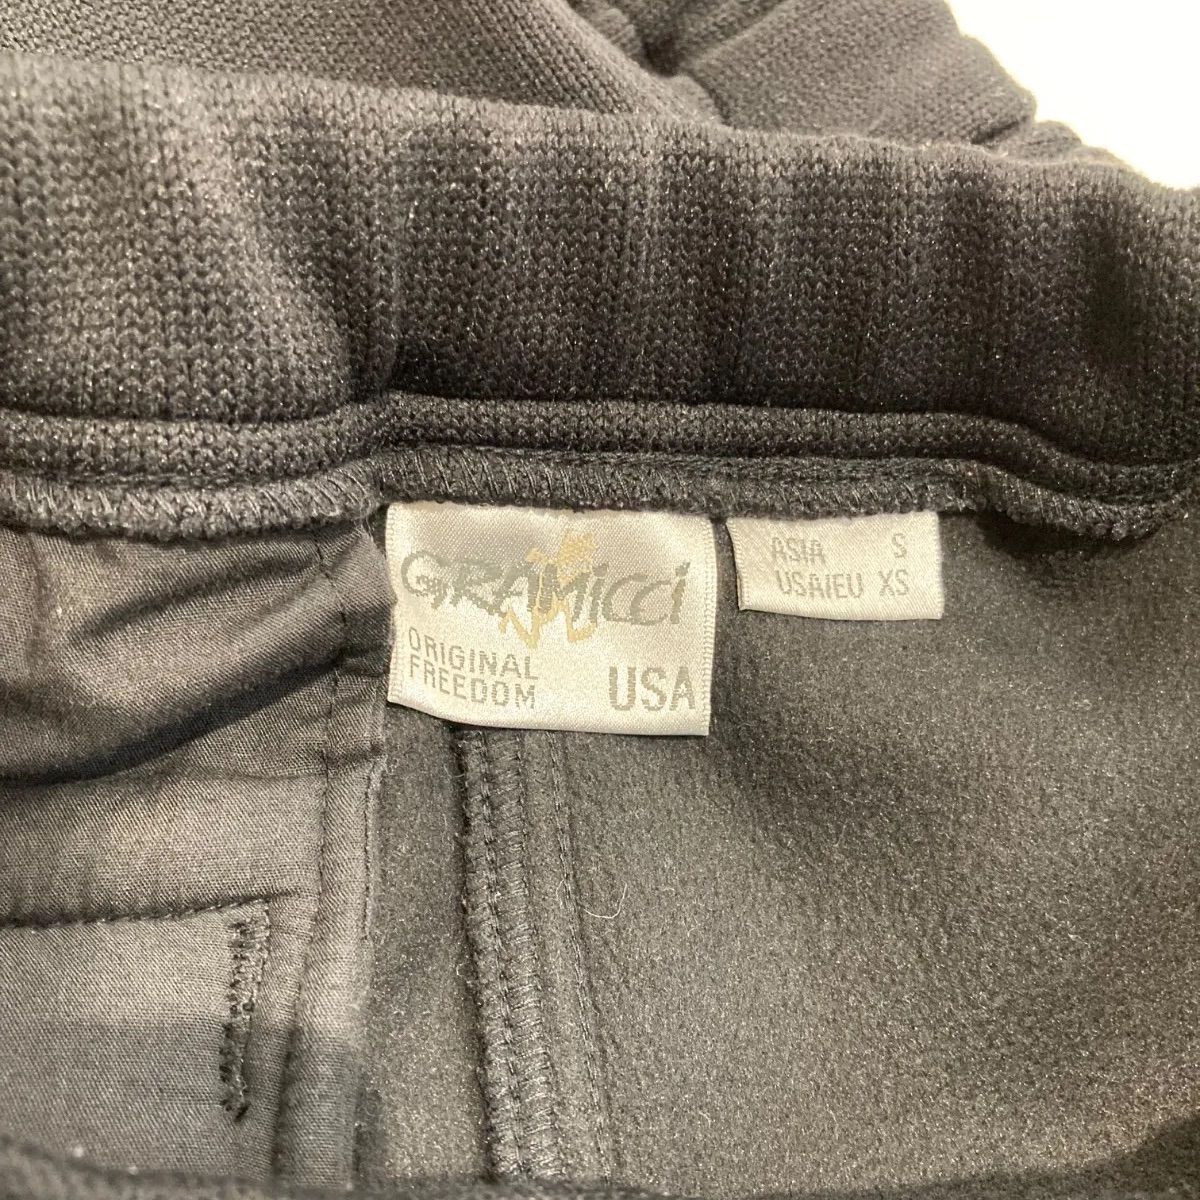 GRAMicci
ORIGINAL
FREEDOM
USA
ASIA S
USA/EU XS